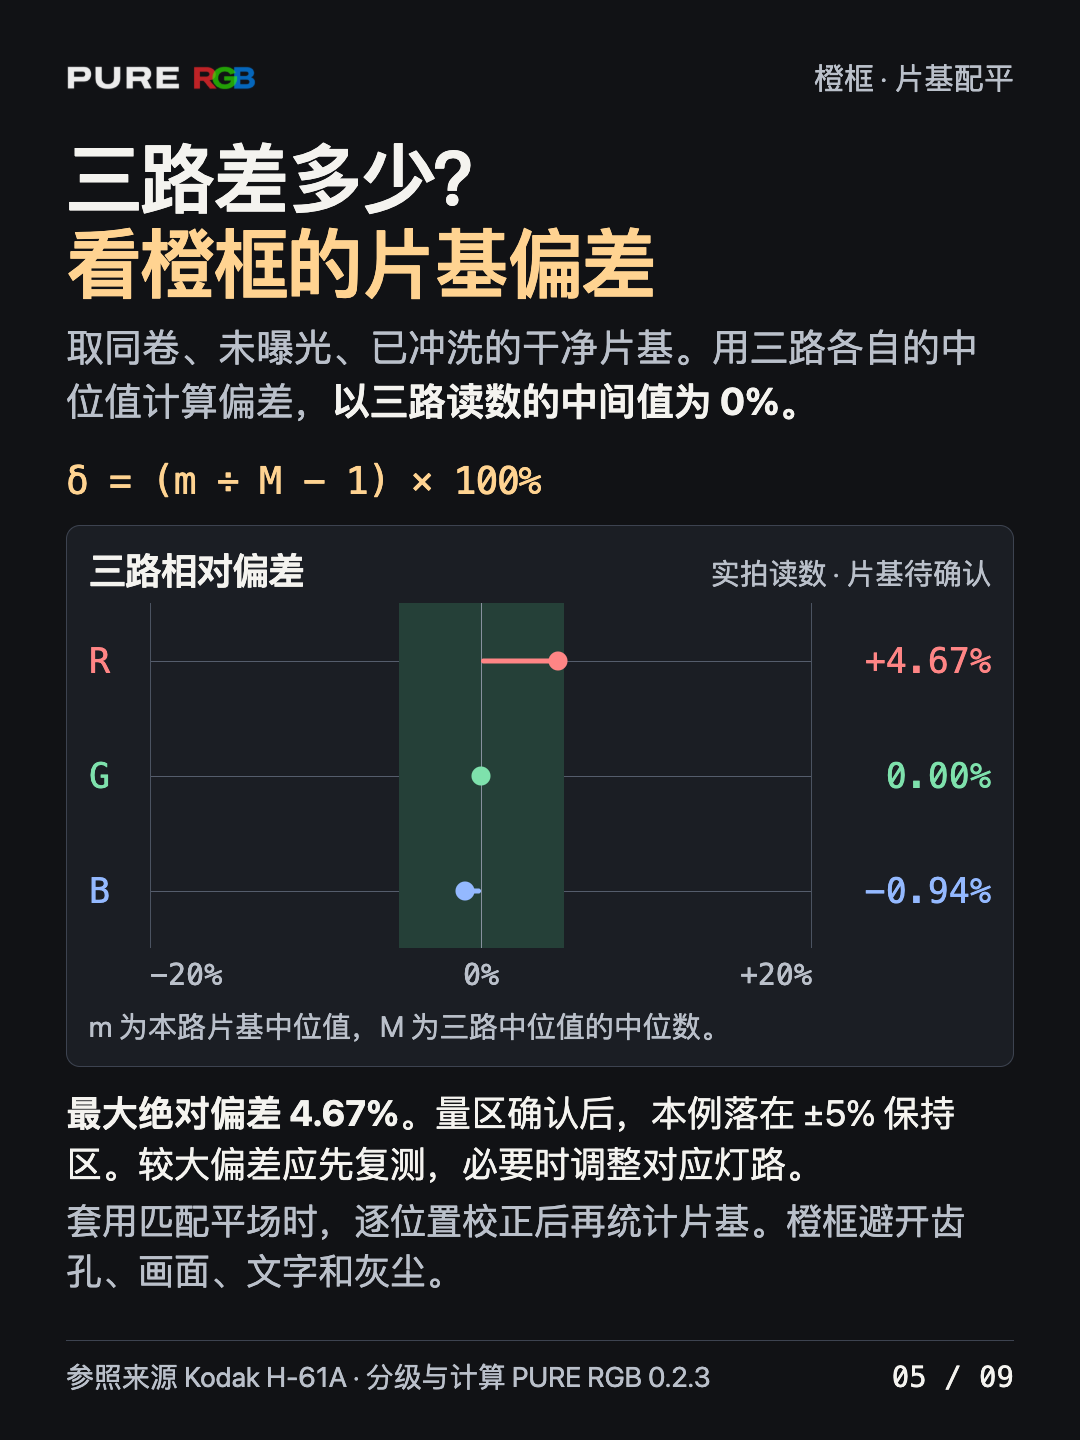 PURE RGB
橙框 · 片基配平
三路差多少？
看橙框的片基偏差
取同卷、未曝光、已冲洗的干净片基。用三路各自的中
位值计算偏差，以三路读数的中间值为 0%。
δ = (m ÷ M − 1) × 100%
三路相对偏差
实拍读数 · 片基待确认
R
+4.67%
G
0.00%
B
−0.94%
−20%
0%
+20%
m 为本路片基中位值，M 为三路中位值的中位数。
最大绝对偏差 4.67%。量区确认后，本例落在 ±5% 保持
区。较大偏差应先复测，必要时调整对应灯路。
套用匹配平场时，逐位置校正后再统计片基。橙框避开齿
孔、画面、文字和灰尘。
参照来源 Kodak H-61A · 分级与计算 PURE RGB 0.2.3
05 / 09